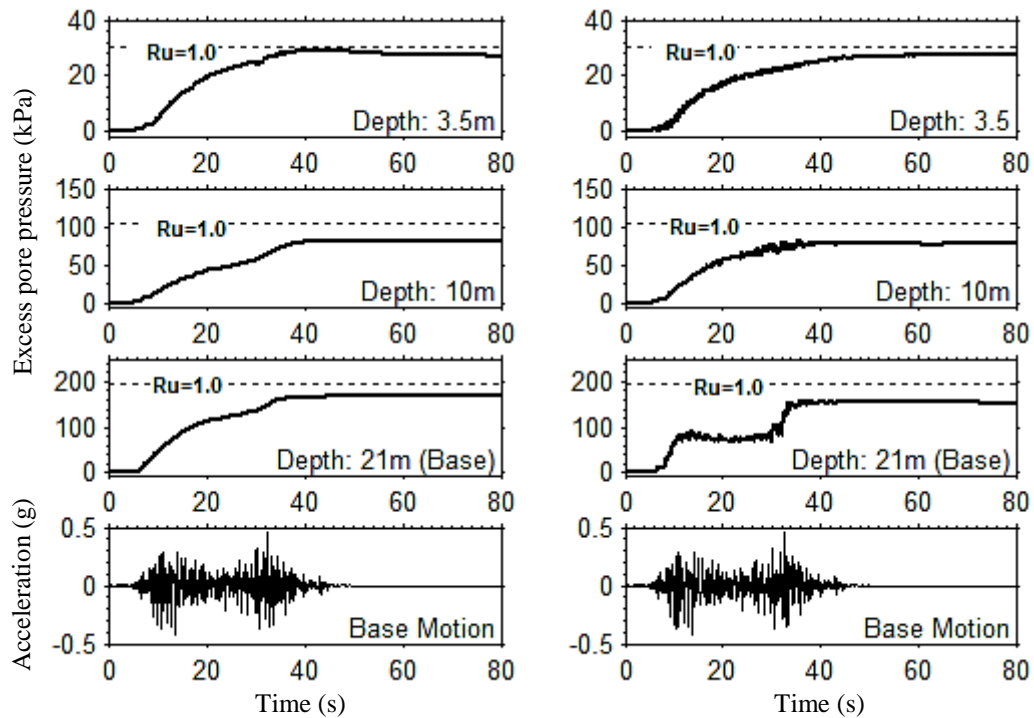 Excess pore pressure (kPa)
40
20
0
Ru=1.0
Depth: 3.5m
0 20 40 60 80
150
100
50
0
Ru=1.0
Depth: 10m
0 20 40 60 80
200
100
0
Ru=1.0
Depth: 21m (Base)
0 20 40 60 80
Acceleration (g)
0.5
0
-0.5
Base Motion
0 20 40 60 80
Time (s)
40
20
0
Ru=1.0
Depth: 3.5
0 20 40 60 80
150
100
50
0
Ru=1.0
Depth: 10m
0 20 40 60 80
200
100
0
Ru=1.0
Depth: 21m (Base)
0 20 40 60 80
0.5
0
-0.5
Base Motion
0 20 40 60 80
Time (s)